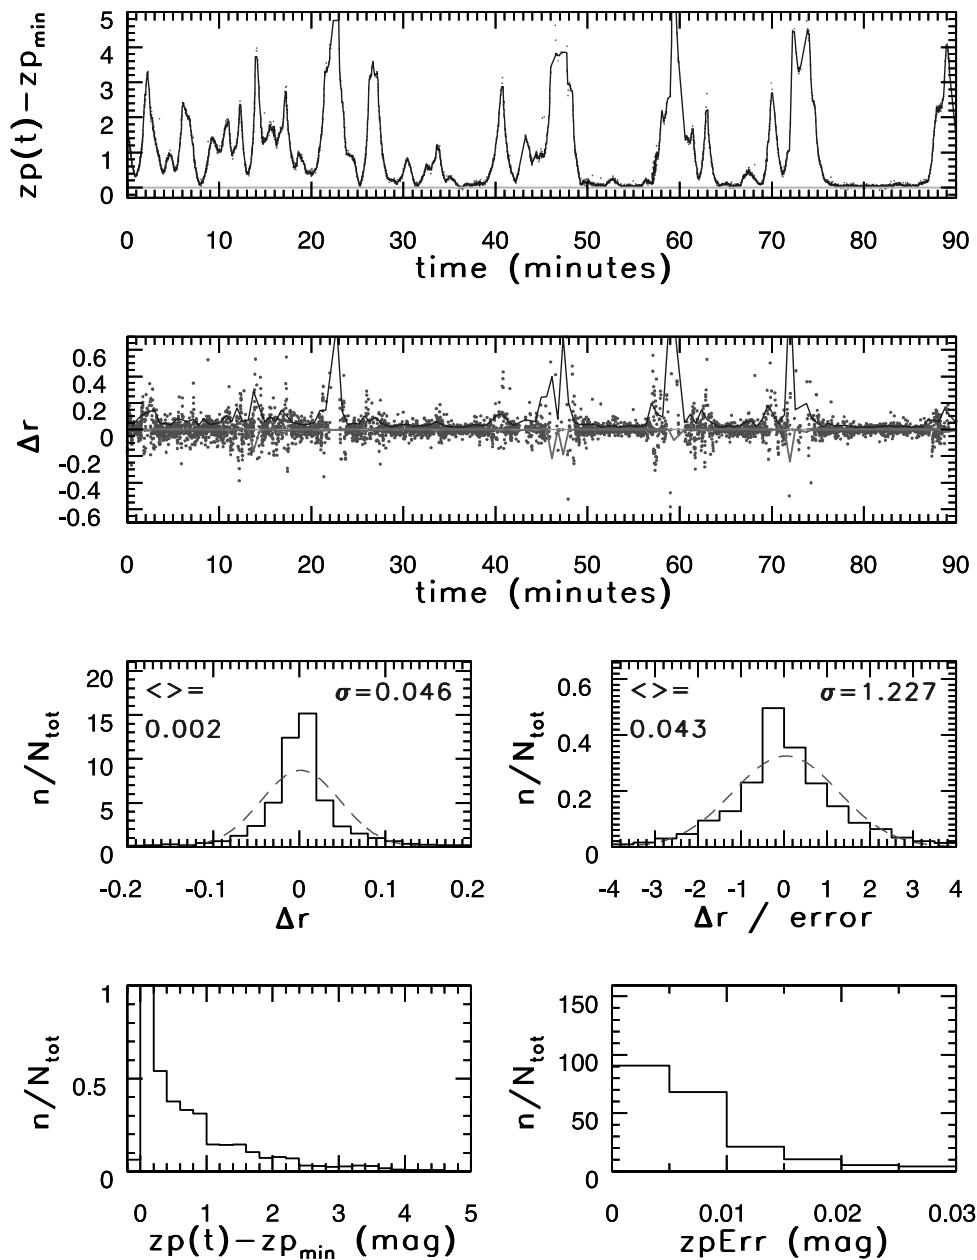 zp(t)−zp_min
5
4
3
2
1
0
0 10 20 30 40 50 60 70 80 90
time (minutes)
Δr
0.6
0.4
0.2
0
-0.2
-0.4
-0.6
0 10 20 30 40 50 60 70 80 90
time (minutes)
n/N_tot
20
15
10
5
0
<>=
0.002
σ=0.046
-0.2 -0.1 0 0.1 0.2
Δr
n/N_tot
0.6
0.4
0.2
0
<>=
0.043
σ=1.227
-4 -3 -2 -1 0 1 2 3 4
Δr / error
n/N_tot
1
0.5
0
0 1 2 3 4 5
zp(t)−zp_min (mag)
n/N_tot
150
100
50
0
0 0.01 0.02 0.03
zpErr (mag)